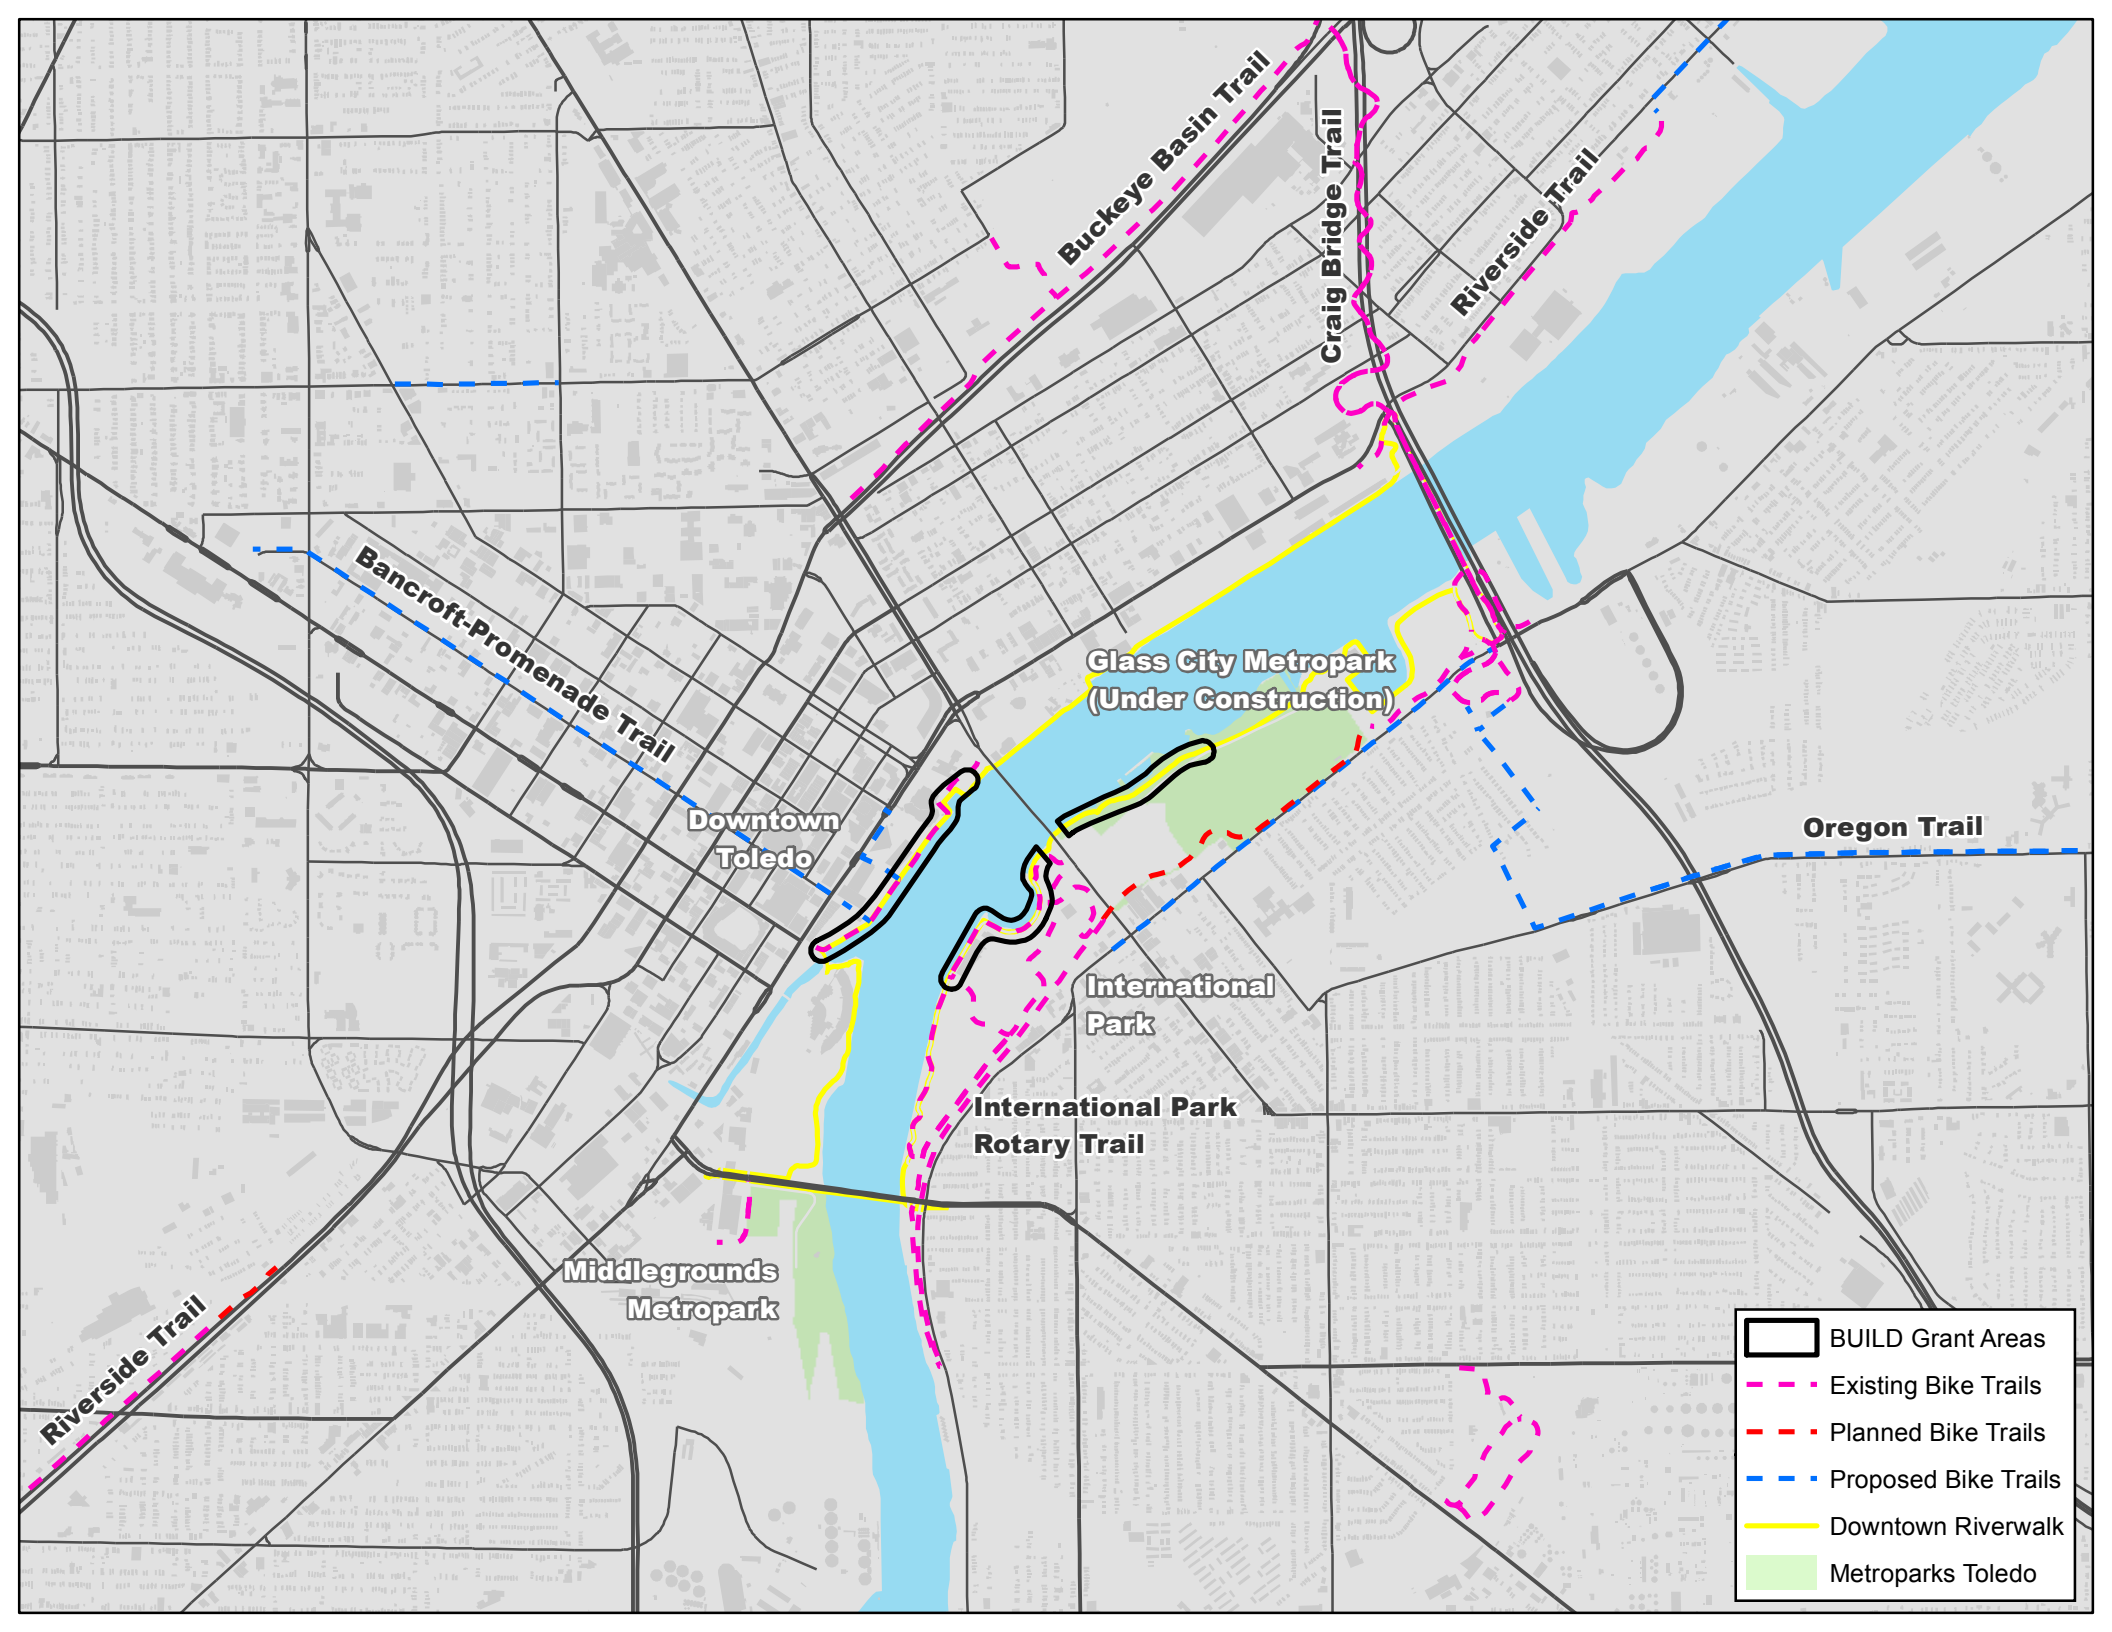 Buckeye Basin Trail
Craig Bridge Trail
Riverside Trail
Bancroft-Promenade Trail
Glass City Metropark
(Under Construction)
Downtown
Toledo
Oregon Trail
International
Park
International Park
Rotary Trail
Middlegrounds
Metropark
Riverside Trail
BUILD Grant Areas
Existing Bike Trails
Planned Bike Trails
Proposed Bike Trails
Downtown Riverwalk
Metroparks Toledo